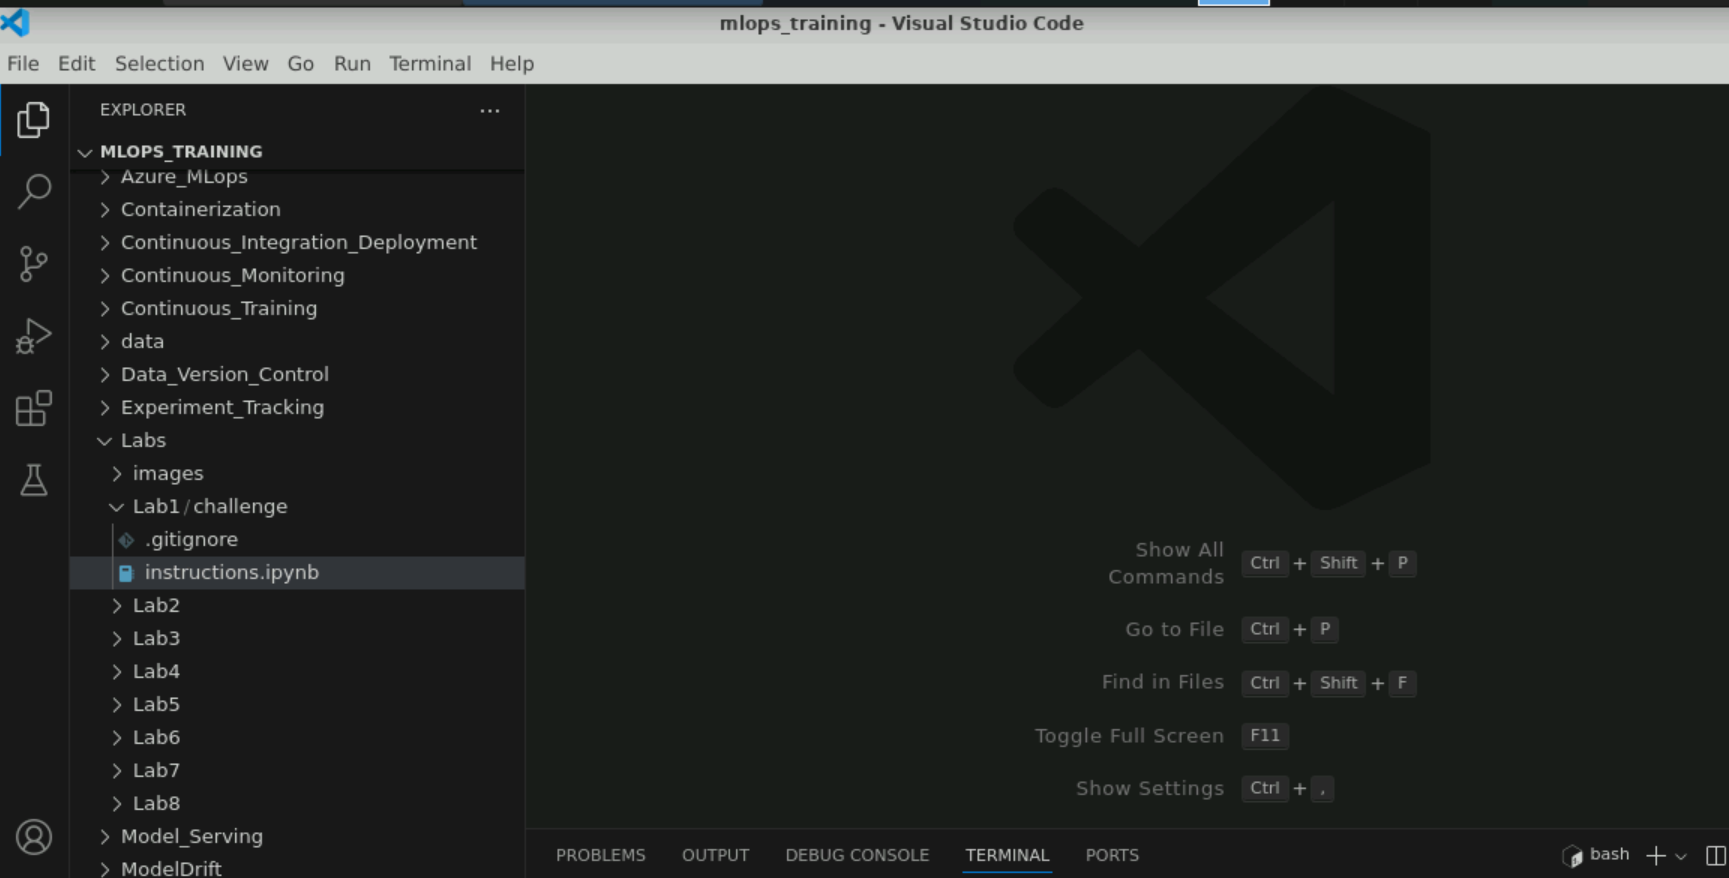 mlops_training - Visual Studio Code
File Edit Selection View Go Run Terminal Help
EXPLORER ...
MLOPS_TRAINING
Azure_MLops
Containerization
Continuous_Integration_Deployment
Continuous_Monitoring
Continuous_Training
data
Data_Version_Control
Experiment_Tracking
Labs
images
Lab1/challenge
.gitignore
instructions.ipynb
Lab2
Lab3
Lab4
Lab5
Lab6
Lab7
Lab8
Model_Serving
ModelDrift
Show All
Commands Ctrl + Shift + P
Go to File Ctrl + P
Find in Files Ctrl + Shift + F
Toggle Full Screen F11
Show Settings Ctrl + ,
PROBLEMS OUTPUT DEBUG CONSOLE TERMINAL PORTS bash